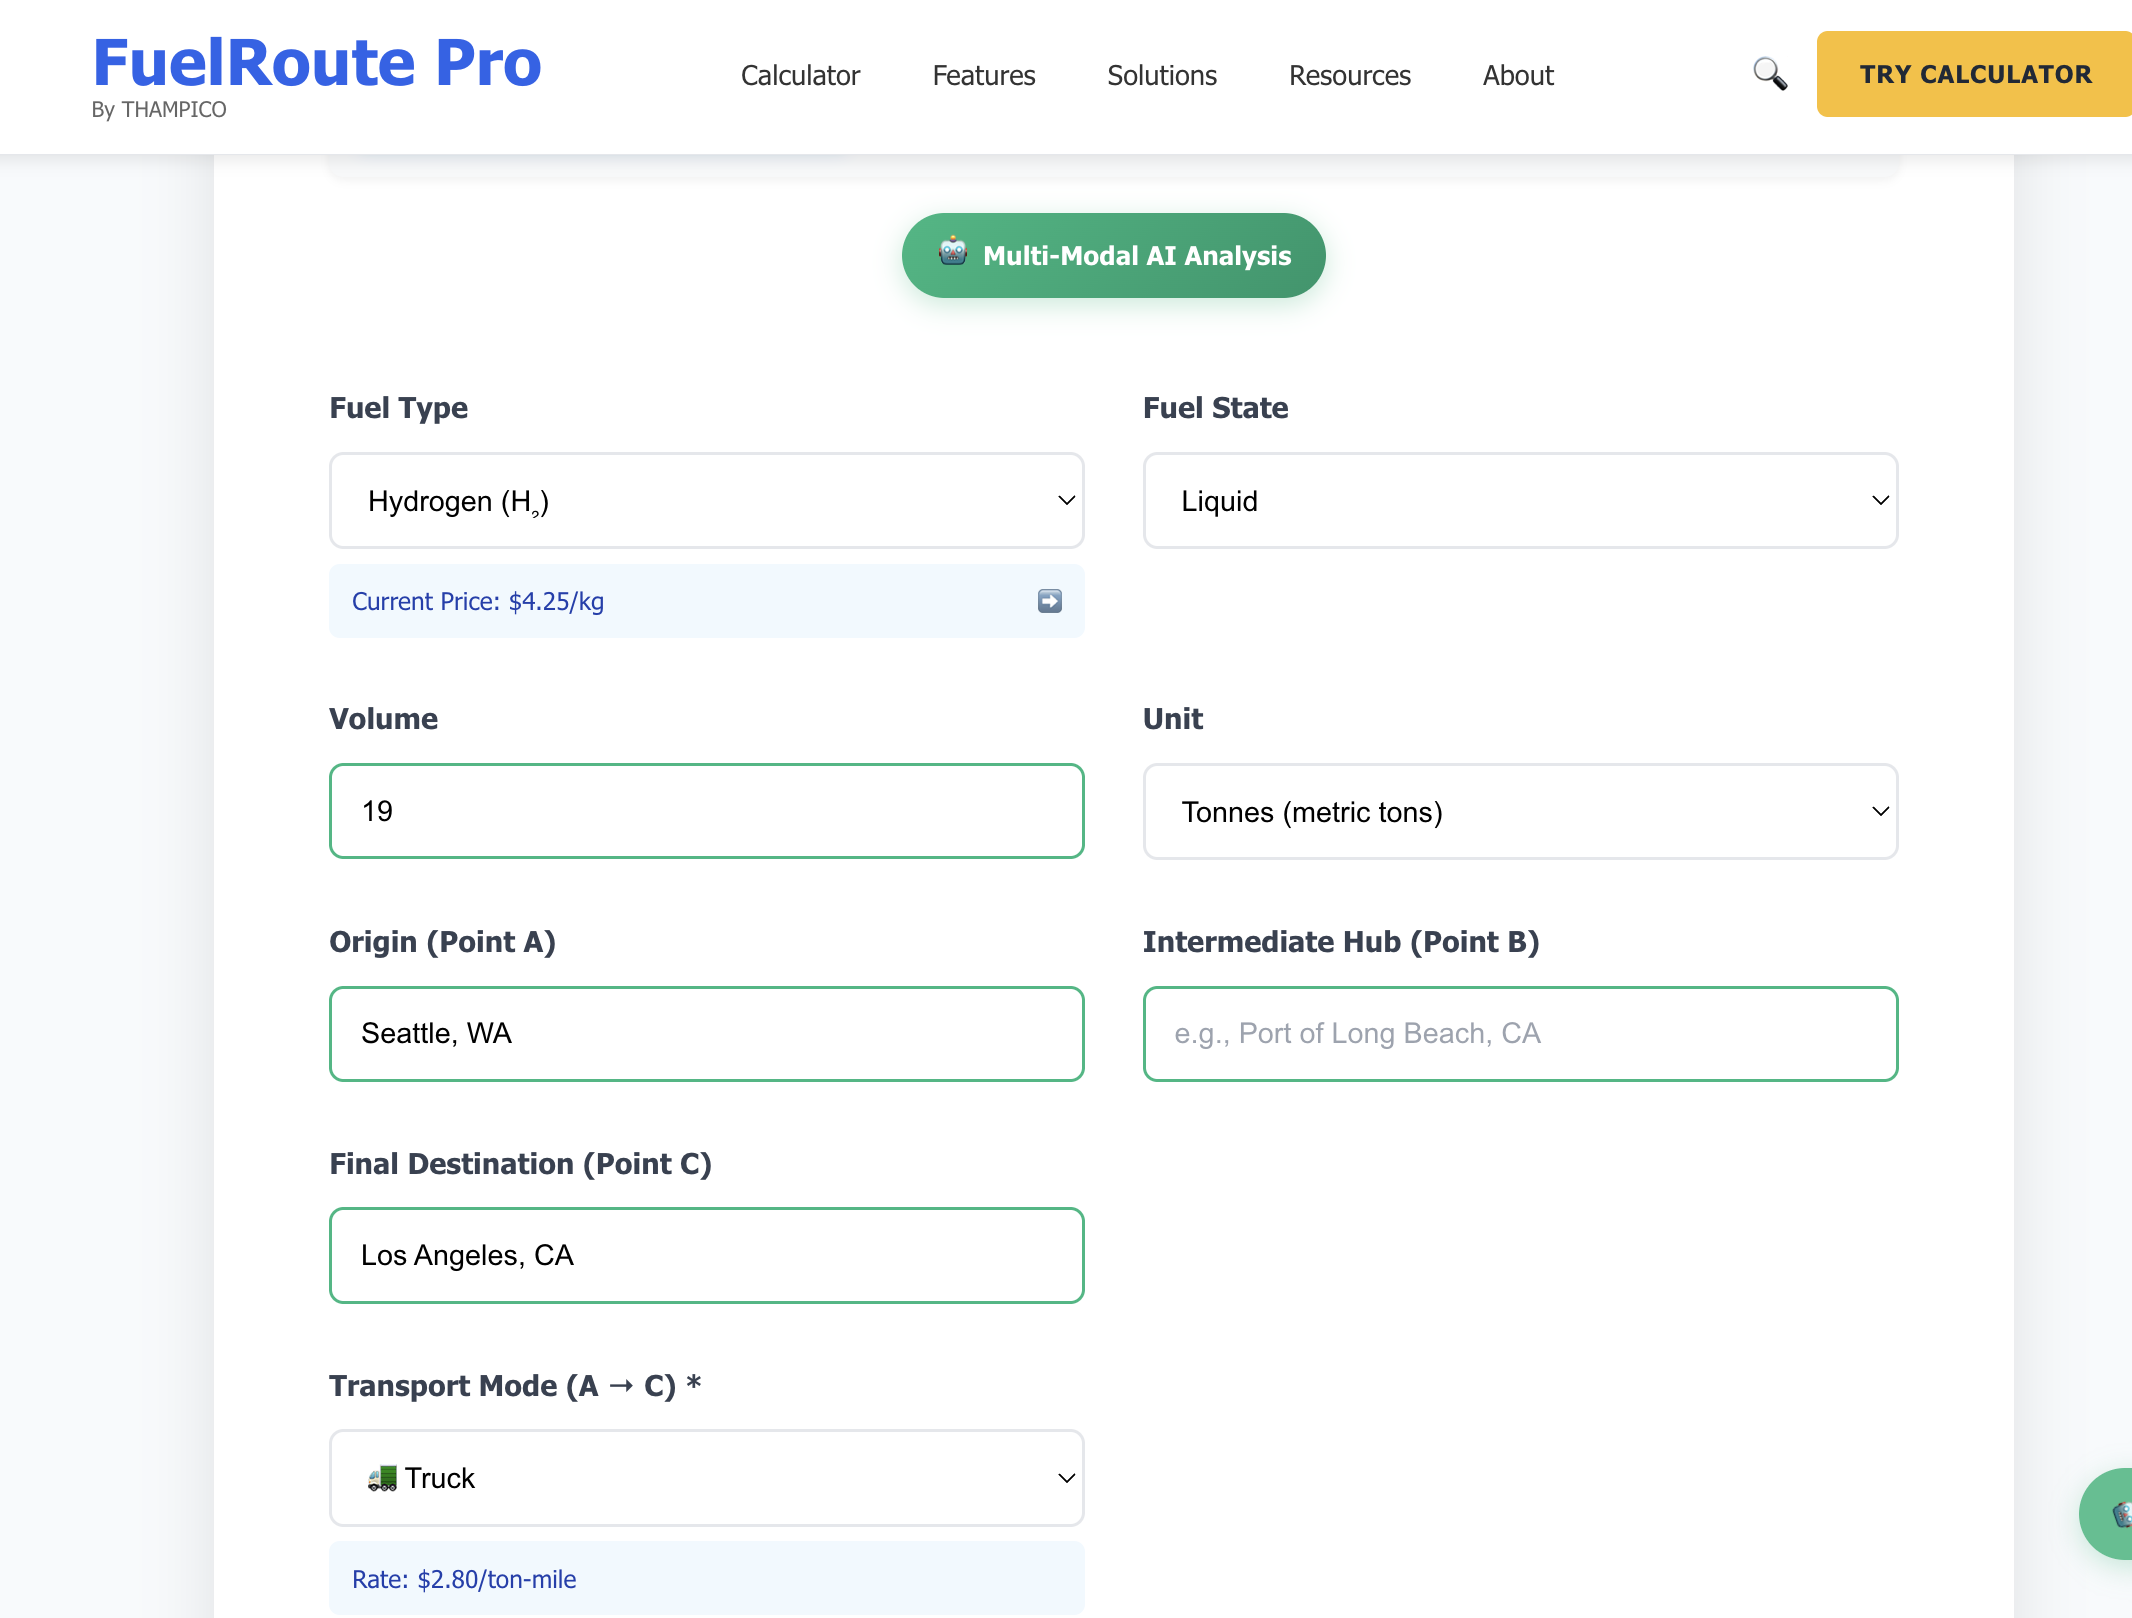 FuelRoute Pro
By THAMPICO
Calculator
Features
Solutions
Resources
About
TRY CALCULATOR
Multi-Modal AI Analysis
Fuel Type
Fuel State
Hydrogen (H₂)
Liquid
Current Price: $4.25/kg
Volume
Unit
19
Tonnes (metric tons)
Origin (Point A)
Intermediate Hub (Point B)
Seattle, WA
e.g., Port of Long Beach, CA
Final Destination (Point C)
Los Angeles, CA
Transport Mode (A → C) *
Truck
Rate: $2.80/ton-mile